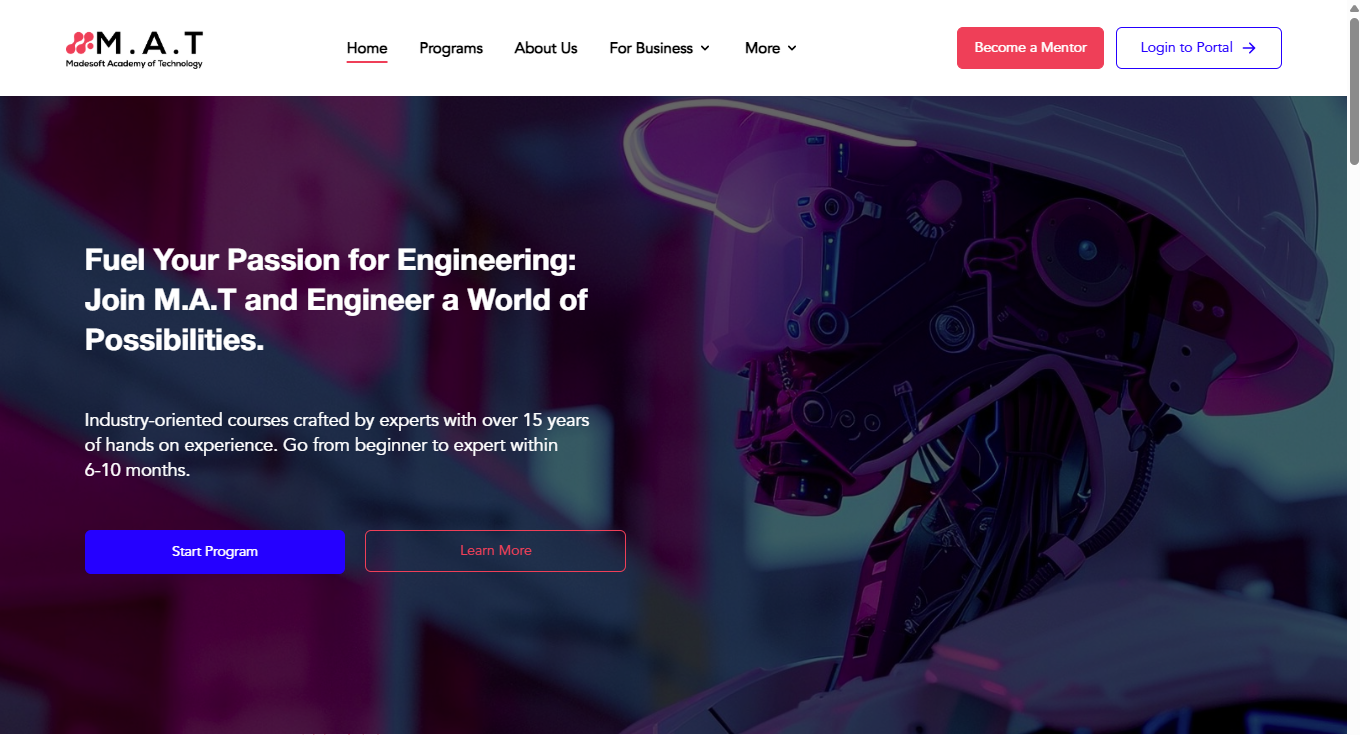 M.A.T
Madesoft Academy of Technology
Home
Programs
About Us
For Business
More
Become a Mentor
Login to Portal
Fuel Your Passion for Engineering:
Join M.A.T and Engineer a World of
Possibilities.
Industry-oriented courses crafted by experts with over 15 years
of hands on experience. Go from beginner to expert within
6-10 months.
Start Program
Learn More